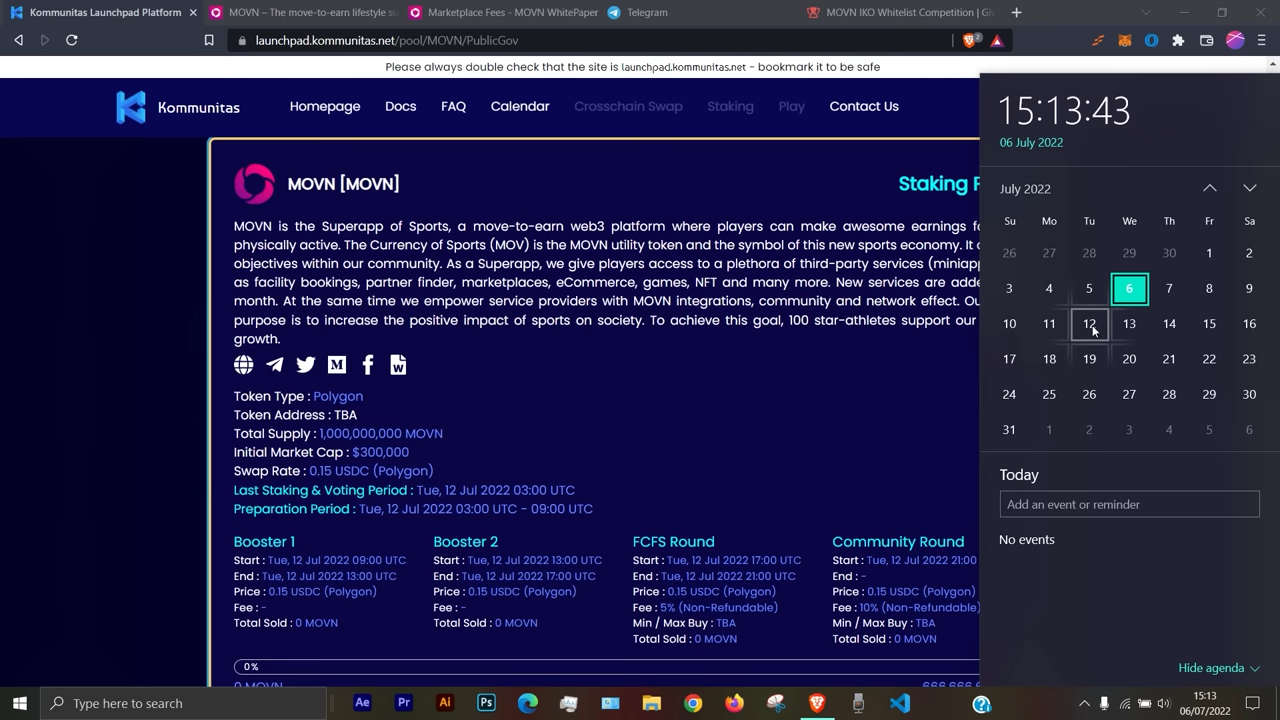 Kommunitas Launchpad Platform
MOVN – The move-to-earn lifestyle su
Marketplace Fees - MOVN WhitePaper
Telegram
MOVN IKO Whitelist Competition | Gl
launchpad.kommunitas.net/pool/MOVN/PublicGov
2
Please always double check that the site is launchpad.kommunitas.net - bookmark it to be safe
Kommunitas
Homepage Docs FAQ Calendar Crosschain Swap Staking Play Contact Us
MOVN [MOVN]
Staking
MOVN is the Superapp of Sports, a move-to-earn web3 platform where players can make awesome earnings fo
physically active. The Currency of Sports (MOV) is the MOVN utility token and the symbol of this new sports economy. It
objectives within our community. As a Superapp, we give players access to a plethora of third-party services (miniapp
as facility bookings, partner finder, marketplaces, eCommerce, games, NFT and many more. New services are adde
month. At the same time we empower service providers with MOVN integrations, community and network effect. Ou
purpose is to increase the positive impact of sports on society. To achieve this goal, 100 star-athletes support our
growth.
Token Type : Polygon
Token Address : TBA
Total Supply : 1,000,000,000 MOVN
Initial Market Cap : $300,000
Swap Rate : 0.15 USDC (Polygon)
Last Staking & Voting Period : Tue, 12 Jul 2022 03:00 UTC
Preparation Period : Tue, 12 Jul 2022 03:00 UTC - 09:00 UTC
Booster 1
Start : Tue, 12 Jul 2022 09:00 UTC
End : Tue, 12 Jul 2022 13:00 UTC
Price : 0.15 USDC (Polygon)
Fee : -
Total Sold : 0 MOVN
Booster 2
Start : Tue, 12 Jul 2022 13:00 UTC
End : Tue, 12 Jul 2022 17:00 UTC
Price : 0.15 USDC (Polygon)
Fee : -
Total Sold : 0 MOVN
FCFS Round
Start : Tue, 12 Jul 2022 17:00 UTC
End : Tue, 12 Jul 2022 21:00 UTC
Price : 0.15 USDC (Polygon)
Fee : 5% (Non-Refundable)
Min / Max Buy : TBA
Total Sold : 0 MOVN
Community Round
Start : Tue, 12 Jul 2022 21:00
End : -
Price : 0.15 USDC (Polygon)
Fee : 10% (Non-Refundable)
Min / Max Buy : TBA
Total Sold : 0 MOVN
0%
0 MOVN
666,666,6
15:13:43
06 July 2022
July 2022
Su Mo Tu We Th Fr Sa
26 27 28 29 30 1 2
3 4 5 6 7 8 9
10 11 12 13 14 15 16
17 18 19 20 21 22 23
24 25 26 27 28 29 30
31 1 2 3 4 5 6
Today
Add an event or reminder
No events
Hide agenda
Type here to search
Ae Pr Ai Ps
15:13
06/07/2022